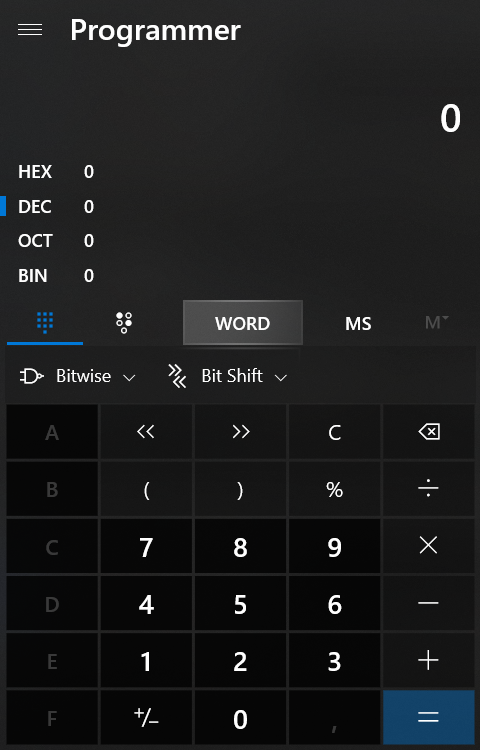 Programmer
0
HEX 0
DEC 0
OCT 0
BIN 0
WORD MS M
Bitwise Bit Shift
A << >> C
B ( ) % ÷
C 7 8 9 ×
D 4 5 6 −
E 1 2 3 +
F +/− 0 , =